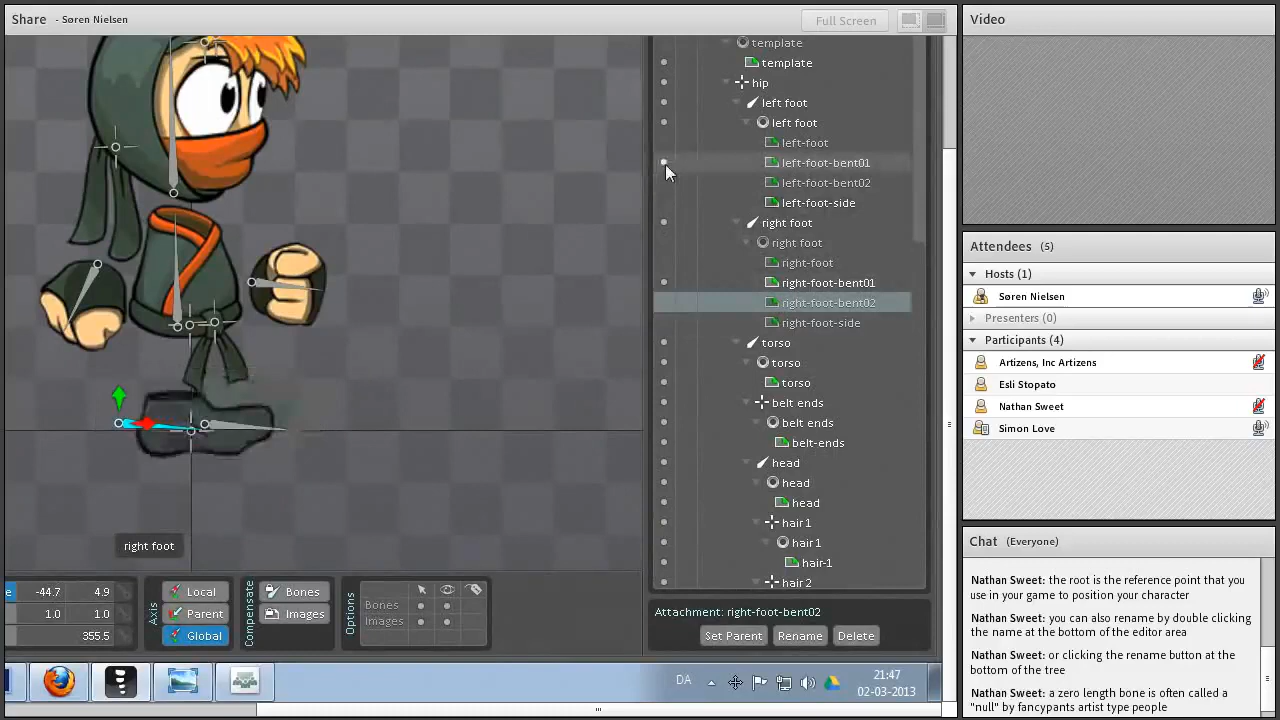 Share - Søren Nielsen
Full Screen
template
template
hip
left foot
left foot
left-foot
left-foot-bent01
left-foot-bent02
left-foot-side
right foot
right foot
right-foot
right-foot-bent01
right-foot-bent02
right-foot-side
torso
torso
torso
belt ends
belt ends
belt-ends
head
head
head
hair 1
hair 1
hair-1
hair 2
right foot
e -44.7 4.9
1.0 1.0
355.5
Axis
Local
Parent
Global
Compensate
Bones
Images
Options
Bones
Images
Attachment: right-foot-bent02
Set Parent Rename Delete
DA
21:47
02-03-2013
Video
Attendees (5)
Hosts (1)
Søren Nielsen
Presenters (0)
Participants (4)
Artizens, Inc Artizens
Esli Stopato
Nathan Sweet
Simon Love
Chat (Everyone)
Nathan Sweet: the root is the reference point that you
use in your game to position your character
Nathan Sweet: you can also rename by double clicking
the name at the bottom of the editor area
Nathan Sweet: or clicking the rename button at the
bottom of the tree
Nathan Sweet: a zero length bone is often called a
"null" by fancypants artist type people